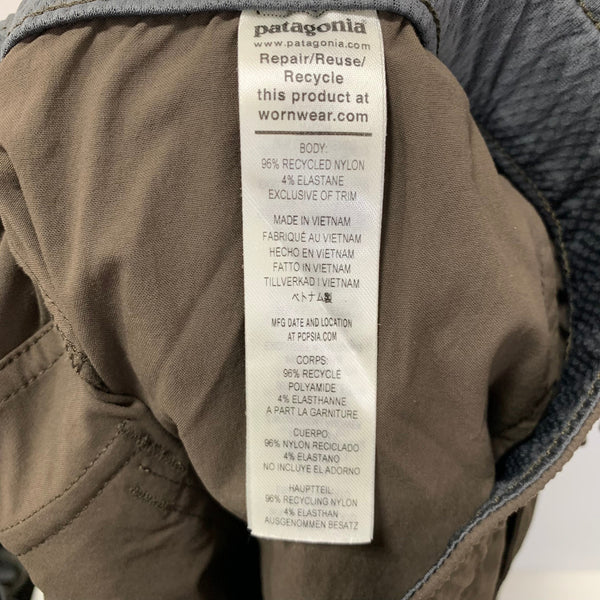 patagonia
www.patagonia.com
Repair/Reuse/
Recycle
this product at
wornwear.com
BODY:
96% RECYCLED NYLON
4% ELASTANE
EXCLUSIVE OF TRIM
MADE IN VIETNAM
FABRIQUÉ AU VIETNAM
HECHO EN VIETNAM
FATTO IN VIETNAM
TILLVERKAD I VIETNAM
ベトナム製
MFG DATE AND LOCATION
AT PCPSIA.COM
CORPS:
96% RECYCLÉ
POLYAMIDE
4% ELASTHANNE
A PART LA GARNITURE
CUERPO:
96% NYLON RECICLADO
4% ELASTANO
NO INCLUYE EL ADORNO
HAUPTTEIL:
96% RECYCLING NYLON
4% ELASTHAN
AUSGENOMMEN BESATZ